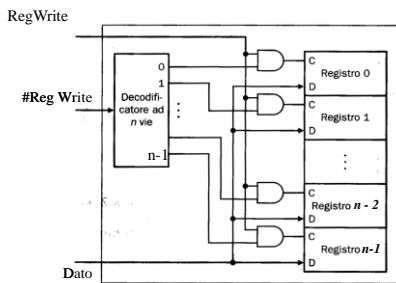 RegWrite
0
C
Registro 0
1
D
#Reg Write
Decodifi-
catore ad
n vie
C
Registro 1
D
n-1
C
Registro n - 2
D
C
Registro n-1
Dato
D